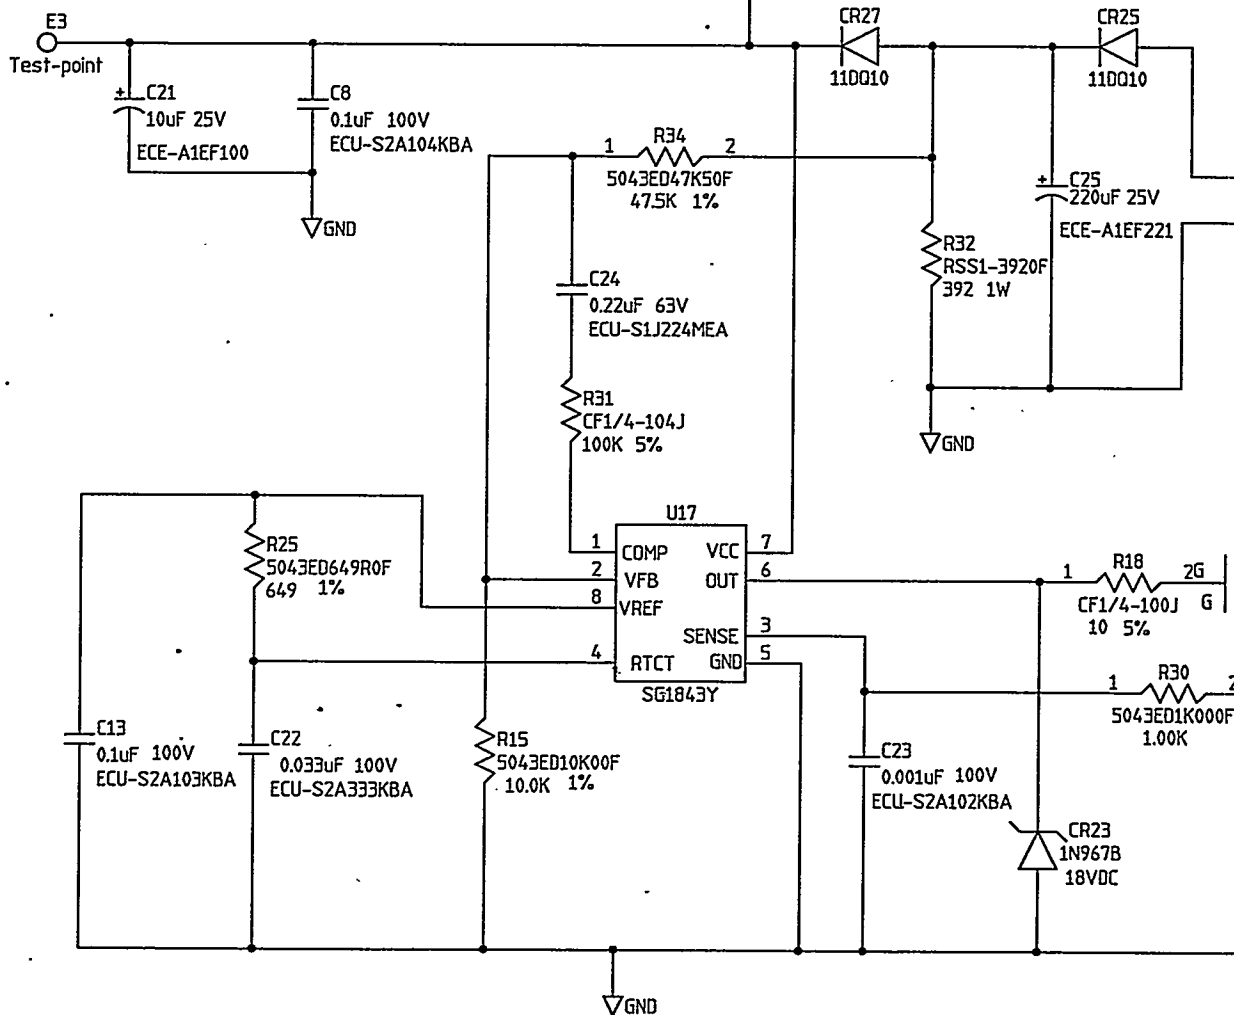 E3
Test-point
CR27
11DQ10
CR25
11DQ10
+
C21
10uF 25V
ECE-A1EF100
C8
0.1uF 100V
ECU-S2A104KBA
GND
1
R34
2
5043ED47K50F
47.5K 1%
+
C25
220uF 25V
ECE-A1EF221
R32
RSS1-3920F
392 1W
GND
C24
0.22uF 63V
ECU-S1J224MEA
R31
CF1/4-104J
100K 5%
R25
5043ED649R0F
649 1%
U17
1
COMP
VCC
7
2
VFB
OUT
6
8
VREF
SENSE
3
4
RTCT
GND
5
SG1843Y
1
R18
2G
G
CF1/4-100J
10 5%
1
R30
2
5043ED1K000F
1.00K
C13
0.1uF 100V
ECU-S2A103KBA
C22
0.033uF 100V
ECU-S2A333KBA
R15
5043ED10K00F
10.0K 1%
C23
0.001uF 100V
ECU-S2A102KBA
CR23
1N967B
18VDC
GND